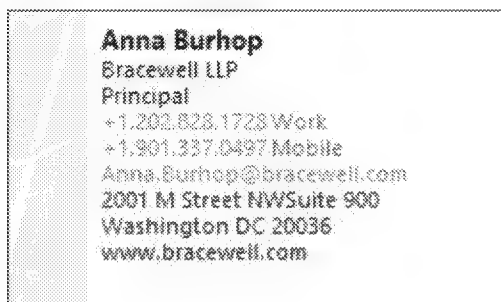 Anna Burhop
Bracewell LLP
Principal
+1.202.828.1728 Work
+1.901.337.0497 Mobile
Anna.Burhop@bracewell.com
2001 M Street NWSuite 900
Washington DC 20036
www.bracewell.com